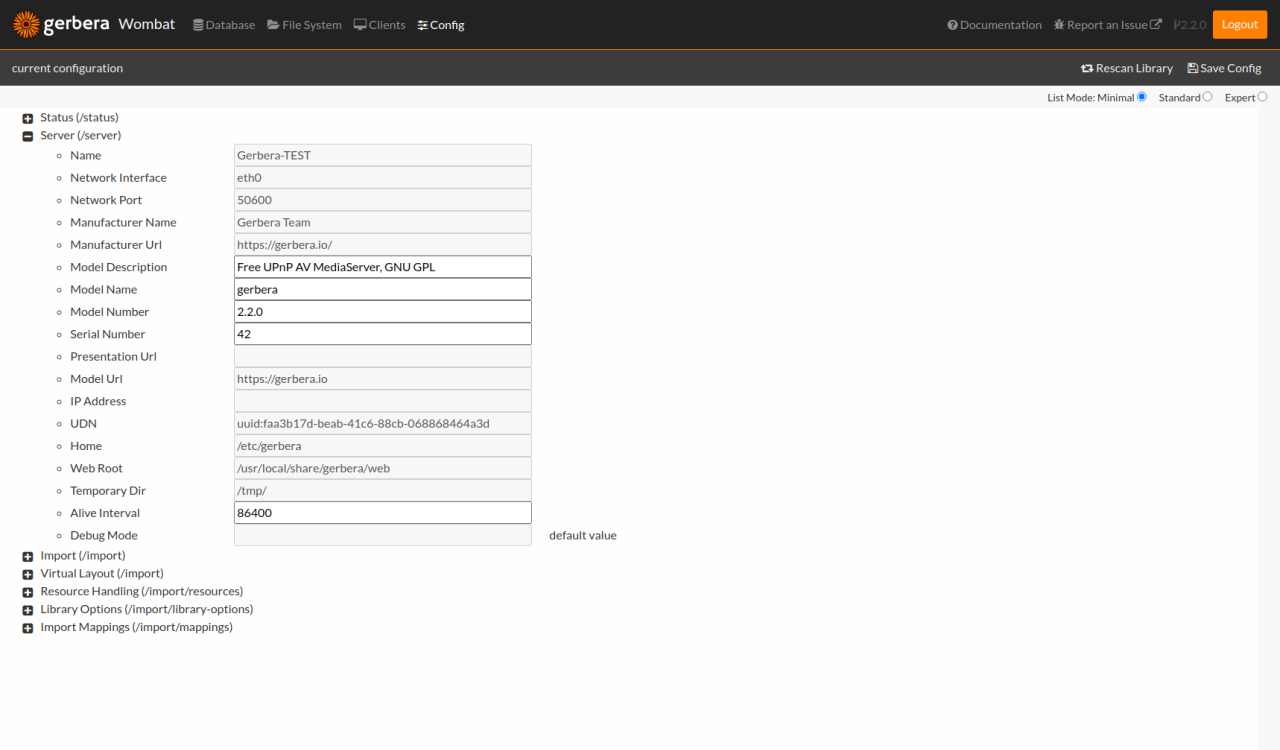 gerbera Wombat Database File System Clients Config Documentation Report an Issue 2.2.0 Logout
current configuration Rescan Library Save Config
List Mode: Minimal Standard Expert
Status (/status)
Server (/server)
Name Gerbera-TEST
Network Interface eth0
Network Port 50600
Manufacturer Name Gerbera Team
Manufacturer Url https://gerbera.io/
Model Description Free UPnP AV MediaServer, GNU GPL
Model Name gerbera
Model Number 2.2.0
Serial Number 42
Presentation Url
Model Url https://gerbera.io
IP Address
UDN uuid:faa3b17d-beab-41c6-88cb-068868464a3d
Home /etc/gerbera
Web Root /usr/local/share/gerbera/web
Temporary Dir /tmp/
Alive Interval 86400
Debug Mode default value
Import (/import)
Virtual Layout (/import)
Resource Handling (/import/resources)
Library Options (/import/library-options)
Import Mappings (/import/mappings)